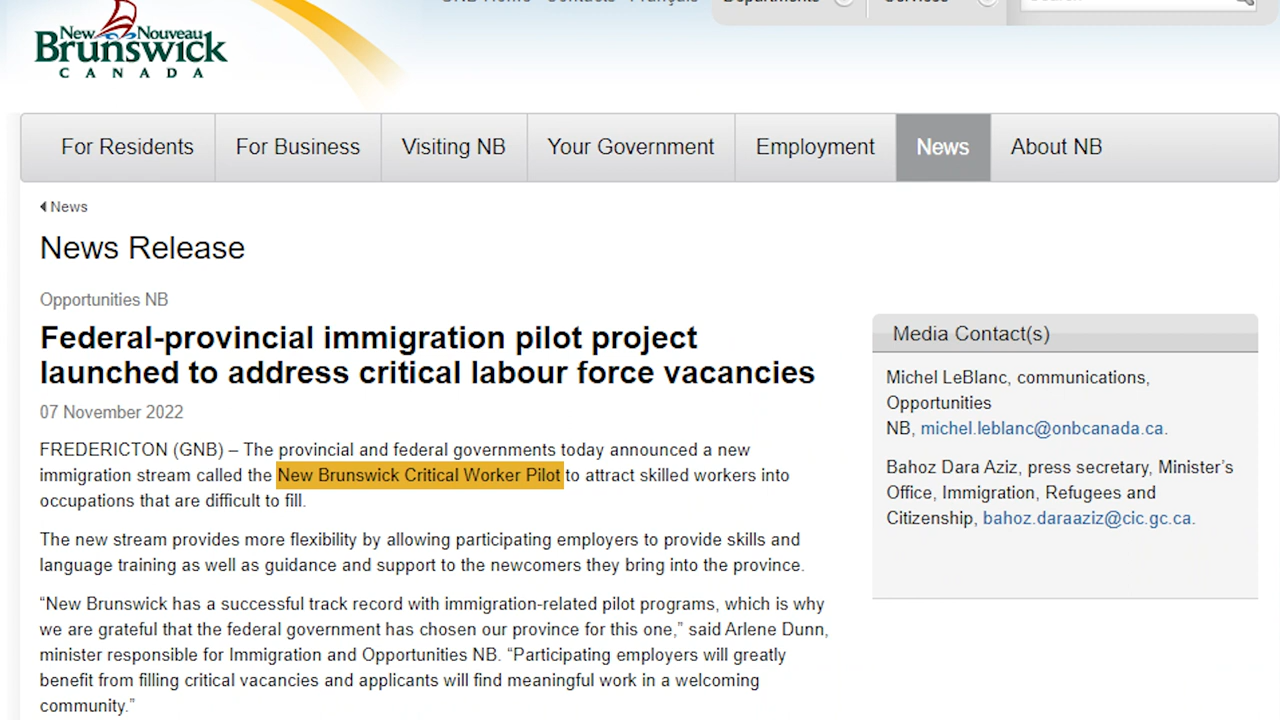 GNB Home Contacts Français Departments Services Search
New Nouveau
Brunswick
CANADA
For Residents For Business Visiting NB Your Government Employment News About NB
News
News Release
Opportunities NB
Federal-provincial immigration pilot project
launched to address critical labour force vacancies
07 November 2022
FREDERICTON (GNB) – The provincial and federal governments today announced a new
immigration stream called the New Brunswick Critical Worker Pilot to attract skilled workers into
occupations that are difficult to fill.
The new stream provides more flexibility by allowing participating employers to provide skills and
language training as well as guidance and support to the newcomers they bring into the province.
“New Brunswick has a successful track record with immigration-related pilot programs, which is why
we are grateful that the federal government has chosen our province for this one,” said Arlene Dunn,
minister responsible for Immigration and Opportunities NB. “Participating employers will greatly
benefit from filling critical vacancies and applicants will find meaningful work in a welcoming
community.”
Media Contact(s)
Michel LeBlanc, communications,
Opportunities
NB, michel.leblanc@onbcanada.ca.
Bahoz Dara Aziz, press secretary, Minister’s
Office, Immigration, Refugees and
Citizenship, bahoz.daraaziz@cic.gc.ca.